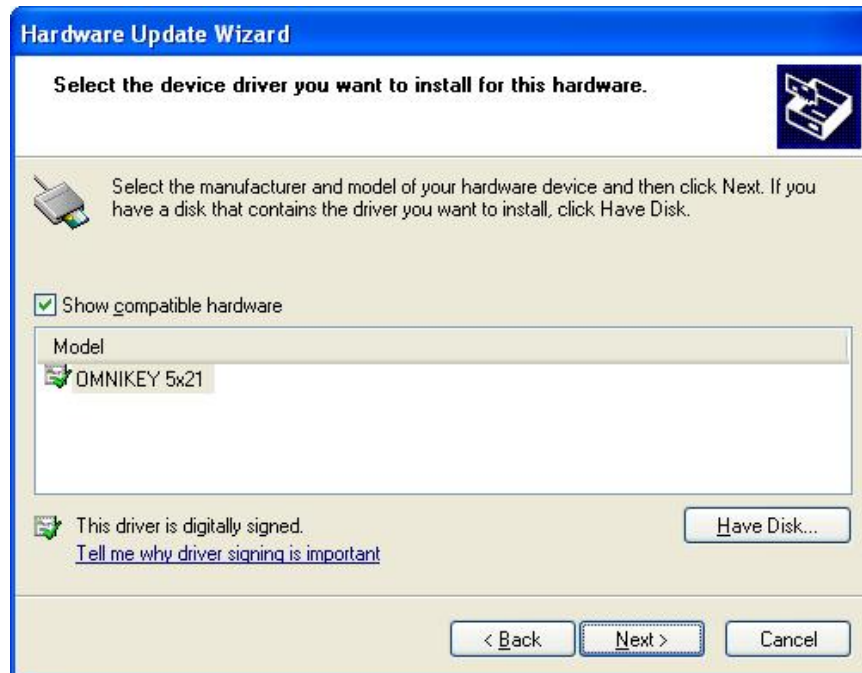 Hardware Update Wizard
Select the device driver you want to install for this hardware.
Select the manufacturer and model of your hardware device and then click Next. If you
have a disk that contains the driver you want to install, click Have Disk.
Show compatible hardware
Model
OMNIKEY 5x21
This driver is digitally signed.
Have Disk...
Tell me why driver signing is important
< Back
Next >
Cancel